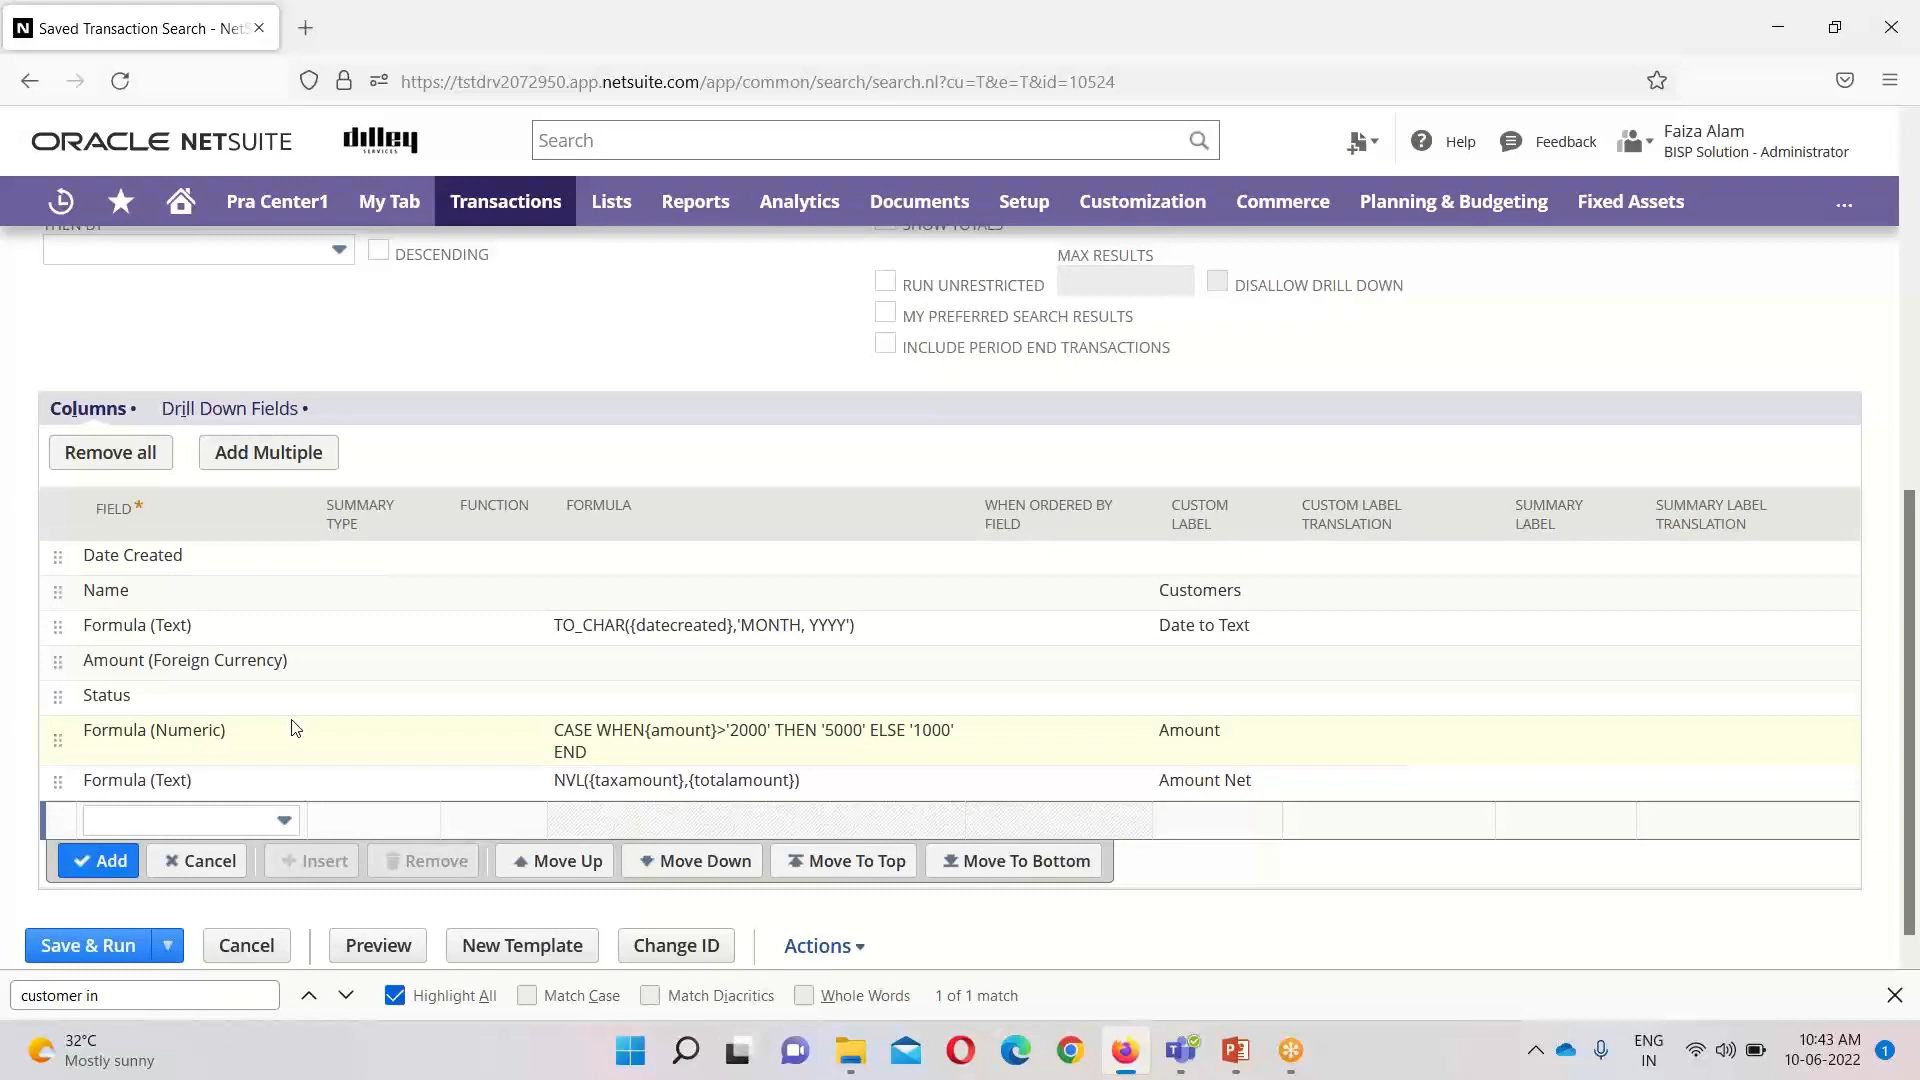 N Saved Transaction Search - NetS
https://tstdrv2072950.app.netsuite.com/app/common/search/search.nl?cu=T&e=T&id=10524
ORACLE NETSUITE
dilley
SERVICES
Search
Help
Feedback
Faiza Alam
BISP Solution - Administrator
Pra Center1 My Tab Transactions Lists Reports Analytics Documents Setup Customization Commerce Planning & Budgeting Fixed Assets ...
THEN BY
SHOW TOTALS
DESCENDING
MAX RESULTS
RUN UNRESTRICTED
DISALLOW DRILL DOWN
MY PREFERRED SEARCH RESULTS
INCLUDE PERIOD END TRANSACTIONS
Columns • Drill Down Fields •
Remove all Add Multiple
FIELD * SUMMARY TYPE FUNCTION FORMULA WHEN ORDERED BY FIELD CUSTOM LABEL CUSTOM LABEL TRANSLATION SUMMARY LABEL SUMMARY LABEL TRANSLATION
Date Created
Name Customers
Formula (Text) TO_CHAR({datecreated},'MONTH, YYYY') Date to Text
Amount (Foreign Currency)
Status
Formula (Numeric) CASE WHEN{amount}>'2000' THEN '5000' ELSE '1000' Amount
END
Formula (Text) NVL({taxamount},{totalamount}) Amount Net
Add Cancel Insert Remove Move Up Move Down Move To Top Move To Bottom
Save & Run Cancel Preview New Template Change ID Actions
customer in Highlight All Match Case Match Diacritics Whole Words 1 of 1 match
32°C
Mostly sunny
ENG
IN
10:43 AM
10-06-2022
1